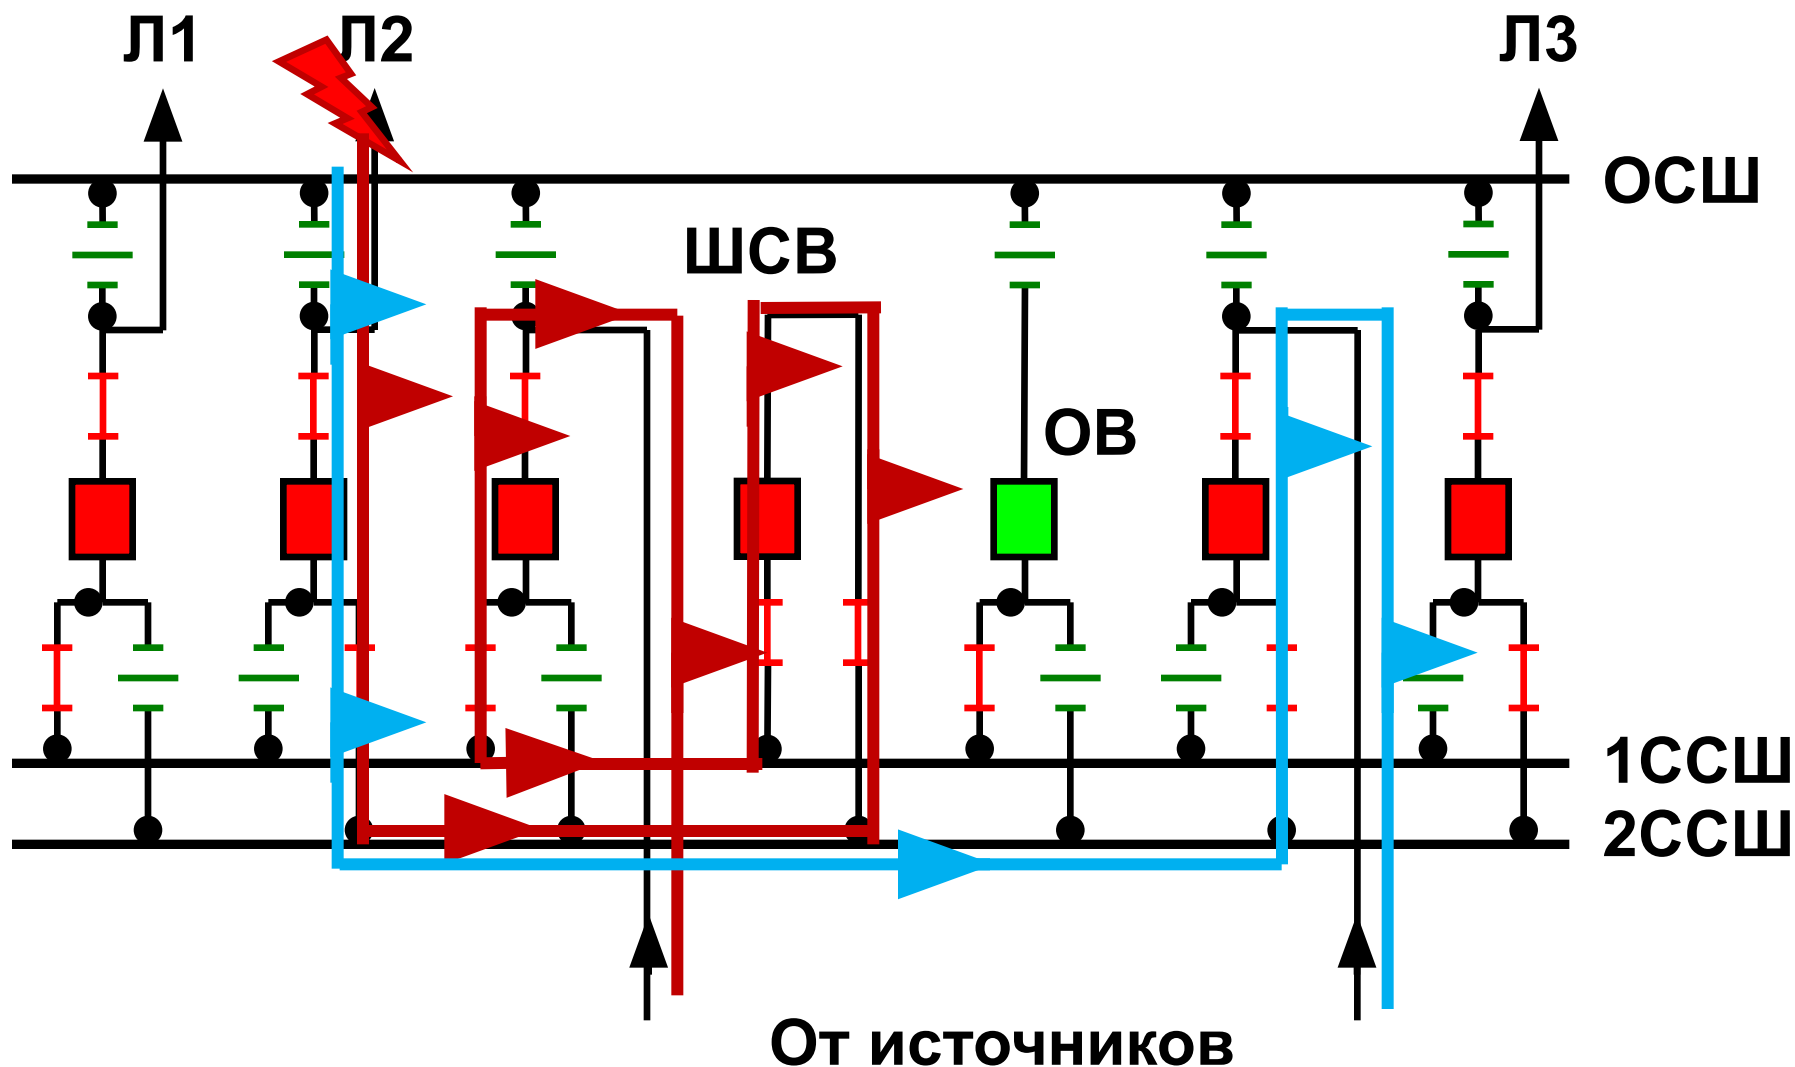 Л1
Л2
Л3
ОСШ
ШСВ
ОВ
1ССШ
2ССШ
От источников